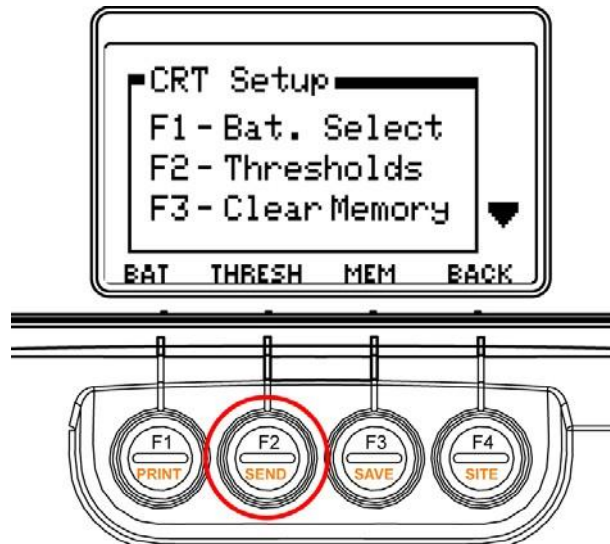 CRT Setup
F1-Bat. Select
F2-Thresholds
F3-Clear Memory
BAT THRESH MEM BACK
F1 F2 F3 F4
PRINT SEND SAVE SITE